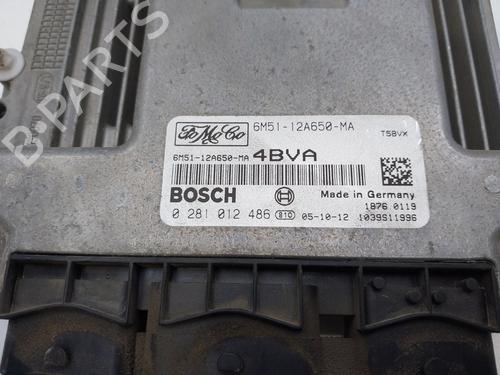 FoMoCo
6M51-12A650-MA
T5BVX
6M51-12A650-MA 4BVA
BOSCH
Made in Germany
1876 0119
0 281 012 486 810 05-10-12 1039S11996
B-PARTS